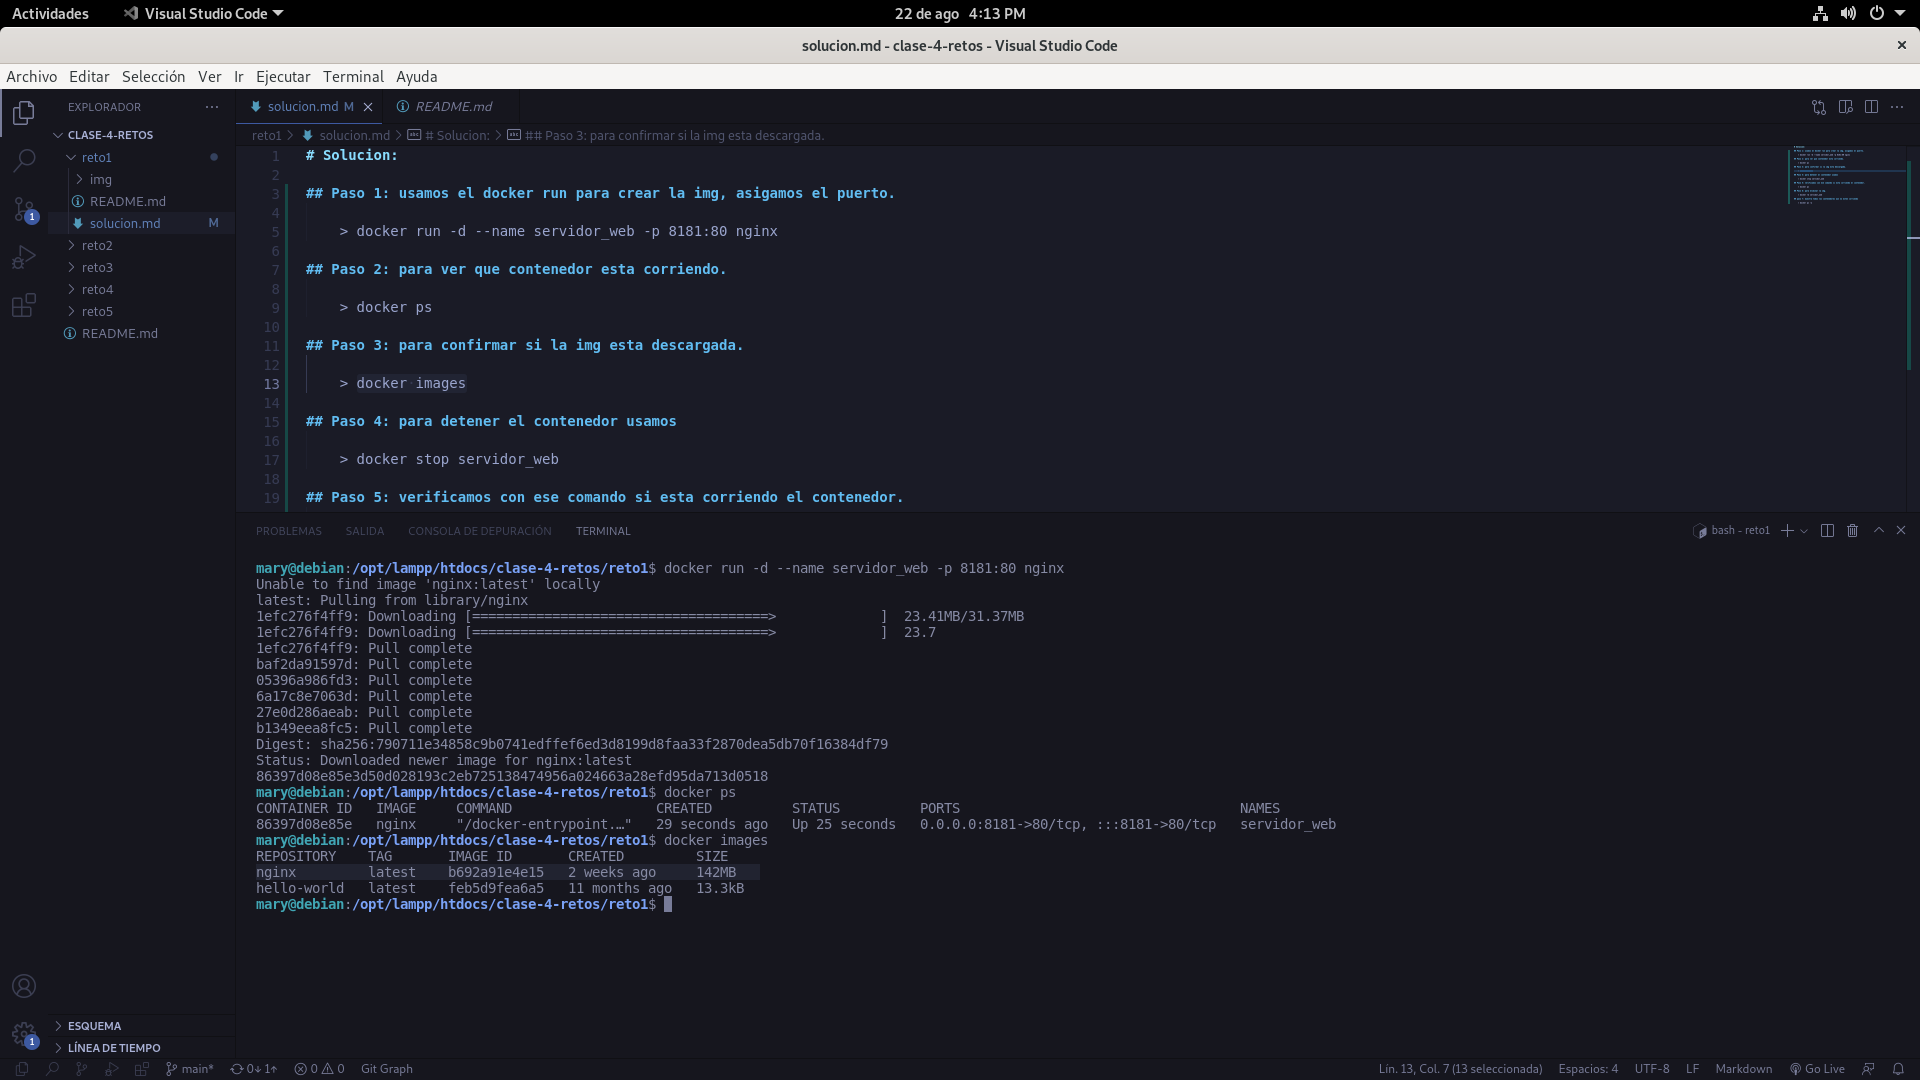 Actividades Visual Studio Code 22 de ago 4:13 PM
solucion.md - clase-4-retos - Visual Studio Code
Archivo Editar Selección Ver Ir Ejecutar Terminal Ayuda
EXPLORADOR
CLASE-4-RETOS
reto1
img
README.md
solucion.md M
reto2
reto3
reto4
reto5
README.md
ESQUEMA
LÍNEA DE TIEMPO
1
1
solucion.md M README.md
reto1 > solucion.md > # Solucion: > ## Paso 3: para confirmar si la img esta descargada.
1 # Solucion:
2
3 ## Paso 1: usamos el docker run para crear la img, asigamos el puerto.
4
5 > docker run -d --name servidor_web -p 8181:80 nginx
6
7 ## Paso 2: para ver que contenedor esta corriendo.
8
9 > docker ps
10
11 ## Paso 3: para confirmar si la img esta descargada.
12
13 > docker images
14
15 ## Paso 4: para detener el contenedor usamos
16
17 > docker stop servidor_web
18
19 ## Paso 5: verificamos con ese comando si esta corriendo el contenedor.
PROBLEMAS SALIDA CONSOLA DE DEPURACIÓN TERMINAL bash - reto1
mary@debian:/opt/lampp/htdocs/clase-4-retos/reto1$ docker run -d --name servidor_web -p 8181:80 nginx
Unable to find image 'nginx:latest' locally
latest: Pulling from library/nginx
1efc276f4ff9: Downloading [=====================================> ] 23.41MB/31.37MB
1efc276f4ff9: Downloading [=====================================> ] 23.7
1efc276f4ff9: Pull complete
baf2da91597d: Pull complete
05396a986fd3: Pull complete
6a17c8e7063d: Pull complete
27e0d286aeab: Pull complete
b1349eea8fc5: Pull complete
Digest: sha256:790711e34858c9b0741edffef6ed3d8199d8faa33f2870dea5db70f16384df79
Status: Downloaded newer image for nginx:latest
86397d08e85e3d50d028193c2eb725138474956a024663a28efd95da713d0518
mary@debian:/opt/lampp/htdocs/clase-4-retos/reto1$ docker ps
CONTAINER ID IMAGE COMMAND CREATED STATUS PORTS NAMES
86397d08e85e nginx "/docker-entrypoint.…" 29 seconds ago Up 25 seconds 0.0.0.0:8181->80/tcp, :::8181->80/tcp servidor_web
mary@debian:/opt/lampp/htdocs/clase-4-retos/reto1$ docker images
REPOSITORY TAG IMAGE ID CREATED SIZE
nginx latest b692a91e4e15 2 weeks ago 142MB
hello-world latest feb5d9fea6a5 11 months ago 13.3kB
mary@debian:/opt/lampp/htdocs/clase-4-retos/reto1$
main* 0↓ 1↑ 0 0 Git Graph Lín. 13, Col. 7 (13 seleccionada) Espacios: 4 UTF-8 LF Markdown Go Live